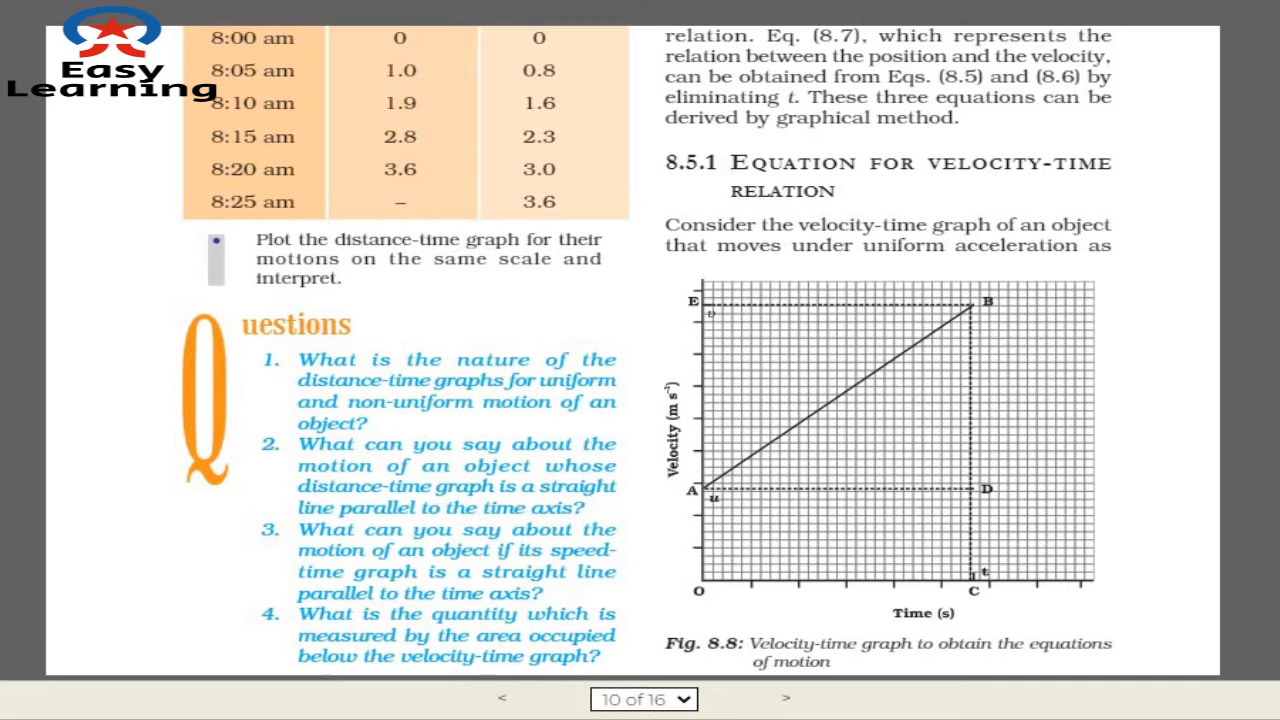 Easy
Learning
8:00 am 0 0
8:05 am 1.0 0.8
8:10 am 1.9 1.6
8:15 am 2.8 2.3
8:20 am 3.6 3.0
8:25 am – 3.6
• Plot the distance-time graph for their
motions on the same scale and
interpret.
Questions
1. What is the nature of the
distance-time graphs for uniform
and non-uniform motion of an
object?
2. What can you say about the
motion of an object whose
distance-time graph is a straight
line parallel to the time axis?
3. What can you say about the
motion of an object if its speed-
time graph is a straight line
parallel to the time axis?
4. What is the quantity which is
measured by the area occupied
below the velocity-time graph?
relation. Eq. (8.7), which represents the
relation between the position and the velocity,
can be obtained from Eqs. (8.5) and (8.6) by
eliminating t. These three equations can be
derived by graphical method.
8.5.1 EQUATION FOR VELOCITY-TIME
RELATION
Consider the velocity-time graph of an object
that moves under uniform acceleration as
E B
v
Velocity (m s⁻¹)
A D
u
t
O C
Time (s)
Fig. 8.8: Velocity-time graph to obtain the equations
of motion
< 10 of 16 >